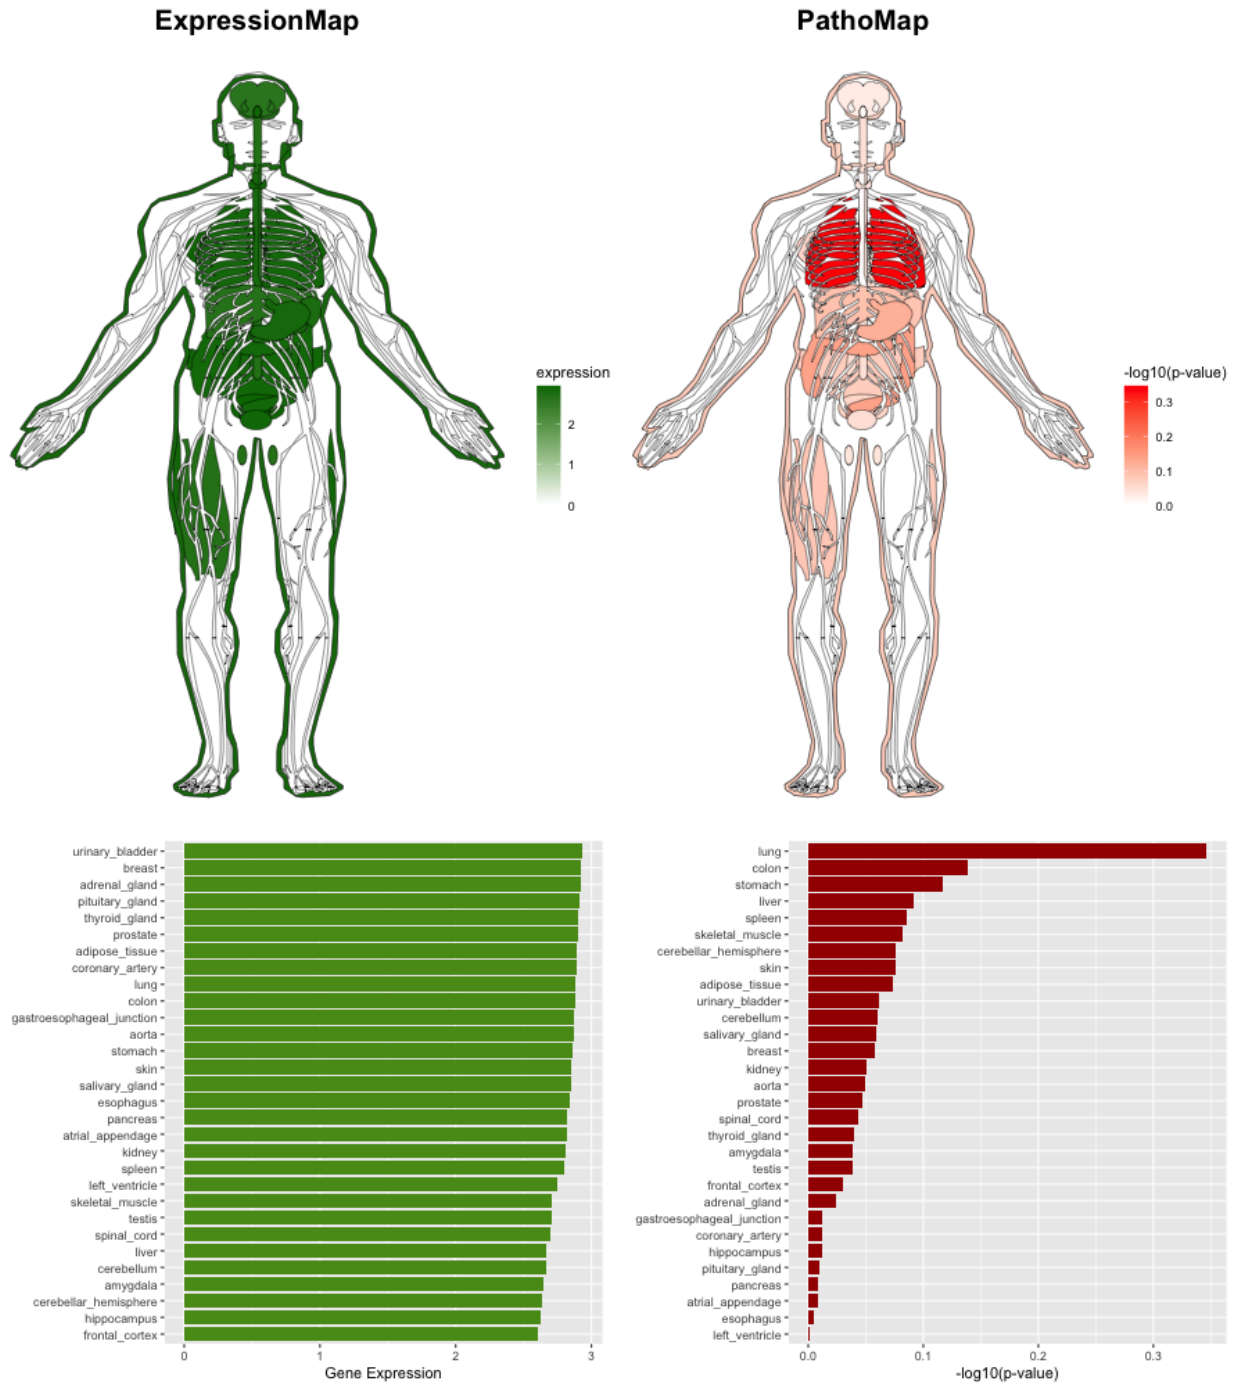 ExpressionMap
PathoMap
expression
2
1
0
-log10(p-value)
0.3
0.2
0.1
0.0
urinary_bladder
breast
adrenal_gland
pituitary_gland
thyroid_gland
prostate
adipose_tissue
coronary_artery
lung
colon
gastroesophageal_junction
aorta
stomach
skin
salivary_gland
esophagus
pancreas
atrial_appendage
kidney
spleen
left_ventricle
skeletal_muscle
testis
spinal_cord
liver
cerebellum
amygdala
cerebellar_hemisphere
hippocampus
frontal_cortex
0 1 2 3
Gene Expression
lung
colon
stomach
liver
spleen
skeletal_muscle
cerebellar_hemisphere
skin
adipose_tissue
urinary_bladder
cerebellum
salivary_gland
breast
kidney
aorta
prostate
spinal_cord
thyroid_gland
amygdala
testis
frontal_cortex
adrenal_gland
gastroesophageal_junction
coronary_artery
hippocampus
pituitary_gland
pancreas
atrial_appendage
esophagus
left_ventricle
0.0 0.1 0.2 0.3
-log10(p-value)